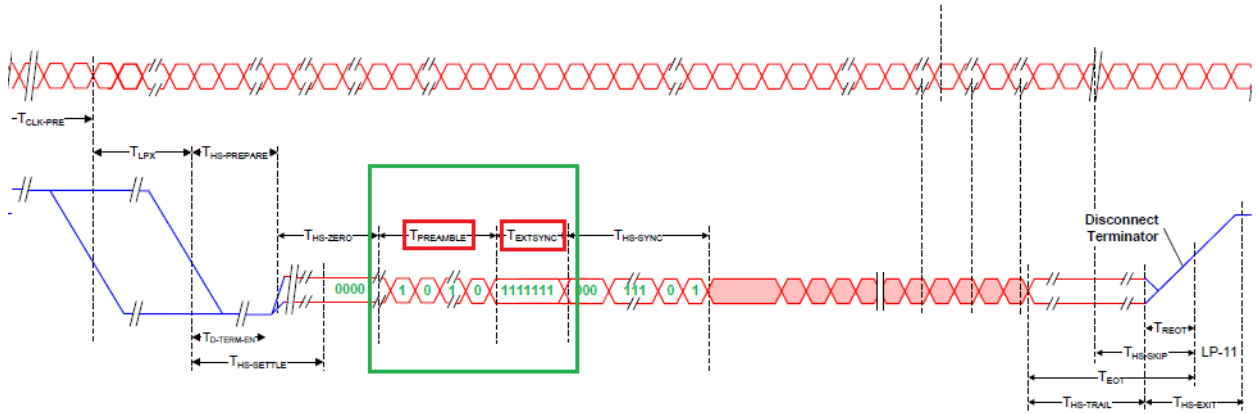 TCLK-PRE
TLPX
THS-PREPARE
Disconnect
Terminator
THS-ZERO
TPREAMBLE
TEXTSYNC
THS-SYNC
0000
1
0
1
0
1111111
000
111
0
1
TD-TERM-EN
THS-SETTLE
TREOT
THS-SKIP
LP-11
TEOT
THS-TRAIL
THS-EXIT